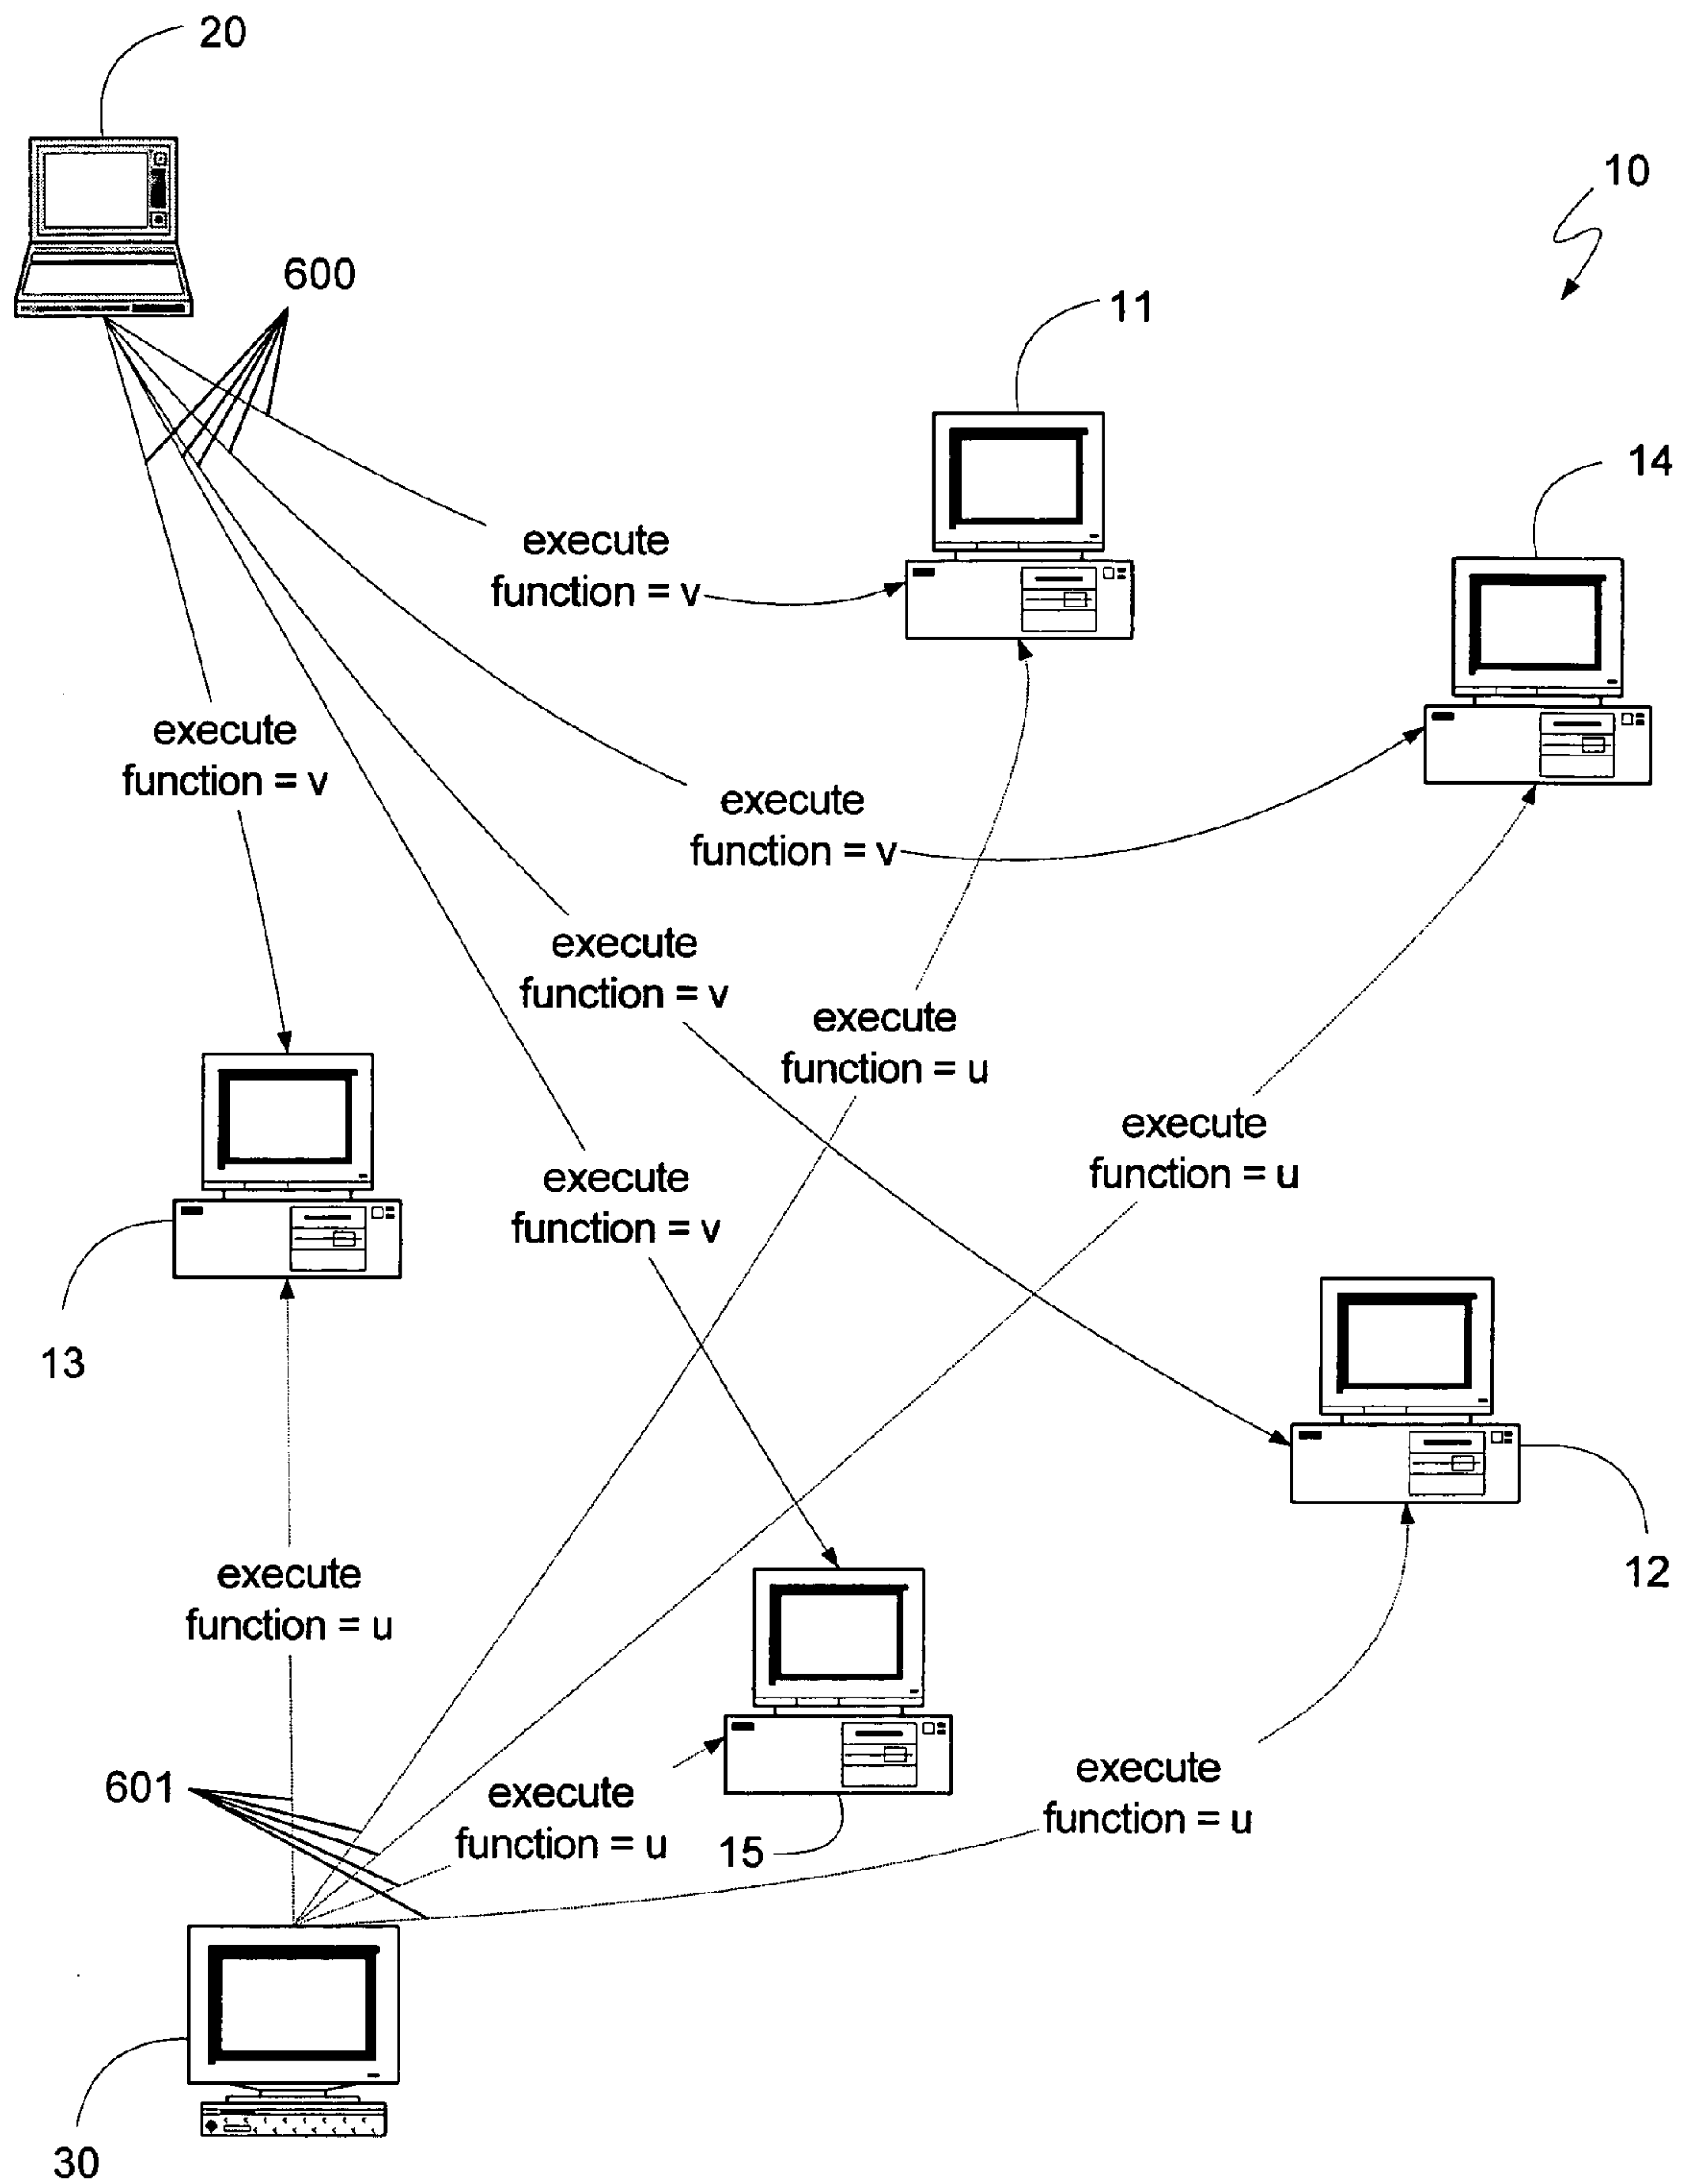 20
10
600
11
14
execute
function = v
execute
function = v
execute
function = v
execute
function = v
execute
function = u
execute
function = u
execute
function = v
13
12
execute
function = u
execute
function = u
601
execute
function = u
15
30